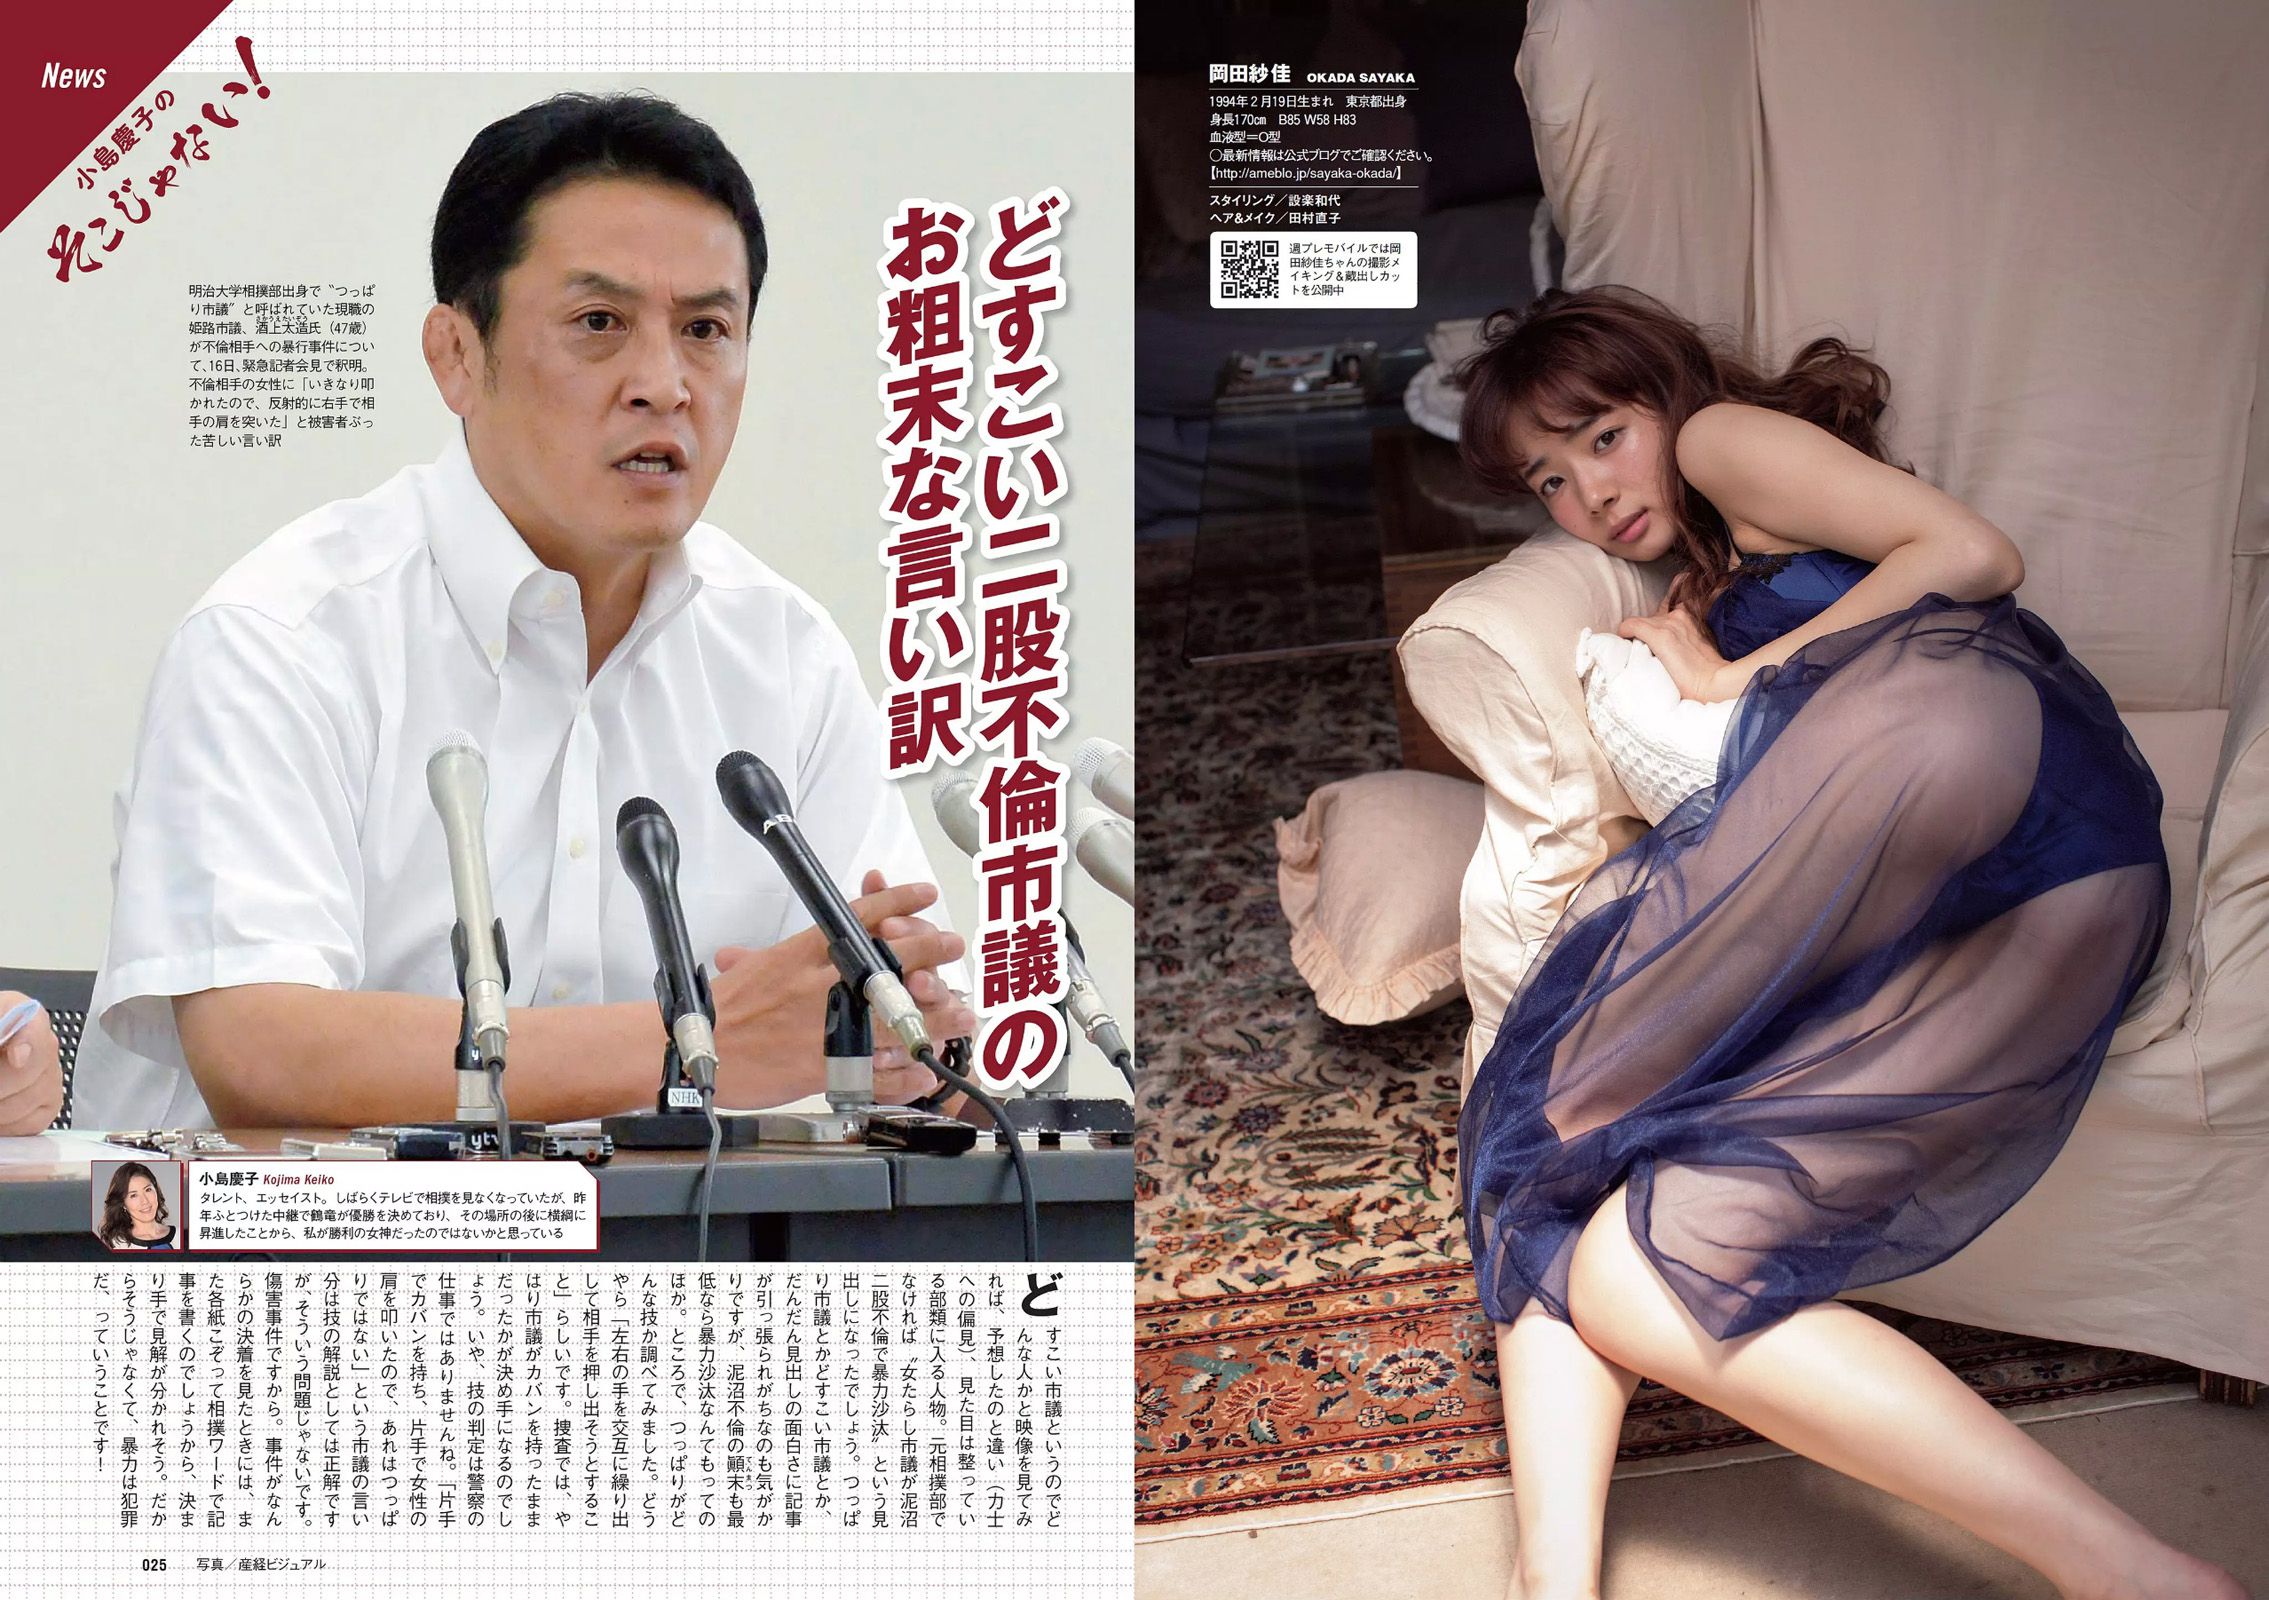 News
小島慶子の
そこじゃない!
明治大学相撲部出身で〝つっぱ
り市議〟と呼ばれていた現職の
姫路市議、酒上太造氏（47歳）
さかうえたいぞう
が不倫相手への暴行事件につい
て、16日、緊急記者会見で釈明。
不倫相手の女性に「いきなり叩
かれたので、反射的に右手で相
手の肩を突いた」と被害者ぶっ
た苦しい言い訳
どすこい二股不倫市議の
お粗末な言い訳
ABC
NHK
ytv
小島慶子 Kojima Keiko
タレント、エッセイスト。しばらくテレビで相撲を見なくなっていたが、昨
年ふとつけた中継で鶴竜が優勝を決めており、その場所の後に横綱に
昇進したことから、私が勝利の女神だったのではないかと思っている
どすこい市議というのでど
んな人かと映像を見てみ
れば、予想したのと違い（力士
への偏見）、見た目は整ってい
る部類に入る人物。元相撲部で
なければ〝女たらし市議が泥沼
二股不倫で暴力沙汰〟という見
出しになったでしょう。つっぱ
り市議とかどすこい市議とか、
だんだん見出しの面白さに記事
が引っ張られがちなのも気がか
りですが、泥沼不倫の顛末も最
てんまつ
低なら暴力沙汰なんてもっての
ほか。ところで、つっぱりがど
んな技か調べてみました。どう
やら「左右の手を交互に繰り出
して相手を押し出そうとするこ
と」らしいです。捜査では、や
はり市議がカバンを持ったまま
だったかが決め手になるのでし
ょう。いや、技の判定は警察の
仕事ではありませんね。「片手
でカバンを持ち、片手で女性の
肩を叩いたので、あれはつっぱ
りではない」という市議の言い
分は技の解説としては正解です
が、そういう問題じゃないです。
傷害事件ですから。事件がなん
らかの決着を見たときには、ま
た各紙こぞって相撲ワードで記
事を書くのでしょうから、決ま
り手で見解が分かれそう。だか
らそうじゃなくて、暴力は犯罪
だ、っていうことです！
025 写真／産経ビジュアル
岡田紗佳 OKADA SAYAKA
1994年2月19日生まれ 東京都出身
身長170㎝ B85 W58 H83
血液型＝O型
○最新情報は公式ブログでご確認ください。
【http://ameblo.jp/sayaka-okada/】
スタイリング／設楽和代
ヘア&メイク／田村直子
週プレモバイルでは岡
田紗佳ちゃんの撮影メ
イキング＆蔵出しカッ
トを公開中